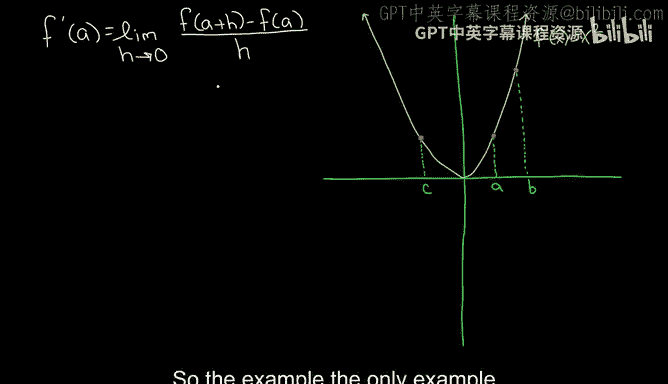 GPT中英字幕课程资源@bilibili.com
GPT中英字幕课程资源 bilibili
f'(a)=lim h→0 f(a+h)-f(a) / h
c a b
So the example the only example